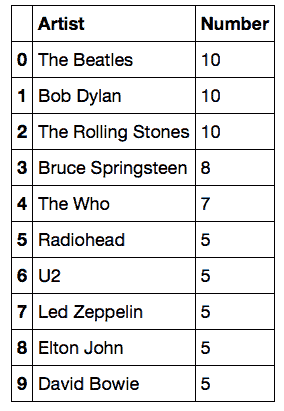 Artist Number
0 The Beatles 10
1 Bob Dylan 10
2 The Rolling Stones 10
3 Bruce Springsteen 8
4 The Who 7
5 Radiohead 5
6 U2 5
7 Led Zeppelin 5
8 Elton John 5
9 David Bowie 5